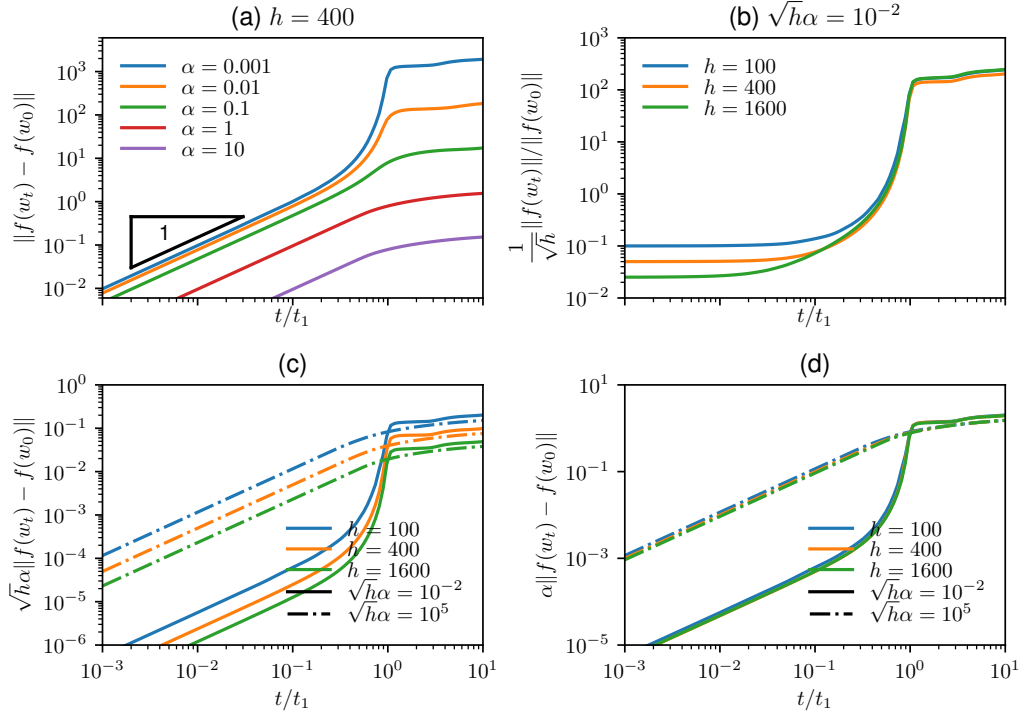 (a) h = 400
||f(w_t) − f(w_0)||
10^3
10^2
10^1
10^0
10^−1
10^−2
α = 0.001
α = 0.01
α = 0.1
α = 1
α = 10
1
t/t_1
(b) √hα = 10^−2
1/√h ||f(w_t)||/||f(w_0)||
10^3
10^2
10^1
10^0
10^−1
10^−2
h = 100
h = 400
h = 1600
t/t_1
(c)
√hα||f(w_t) − f(w_0)||
10^0
10^−1
10^−2
10^−3
10^−4
10^−5
10^−6
h = 100
h = 400
h = 1600
√hα = 10^−2
√hα = 10^5
10^−3 10^−2 10^−1 10^0 10^1
t/t_1
(d)
α||f(w_t) − f(w_0)||
10^1
10^−1
10^−3
10^−5
h = 100
h = 400
h = 1600
√hα = 10^−2
√hα = 10^5
10^−3 10^−2 10^−1 10^0 10^1
t/t_1